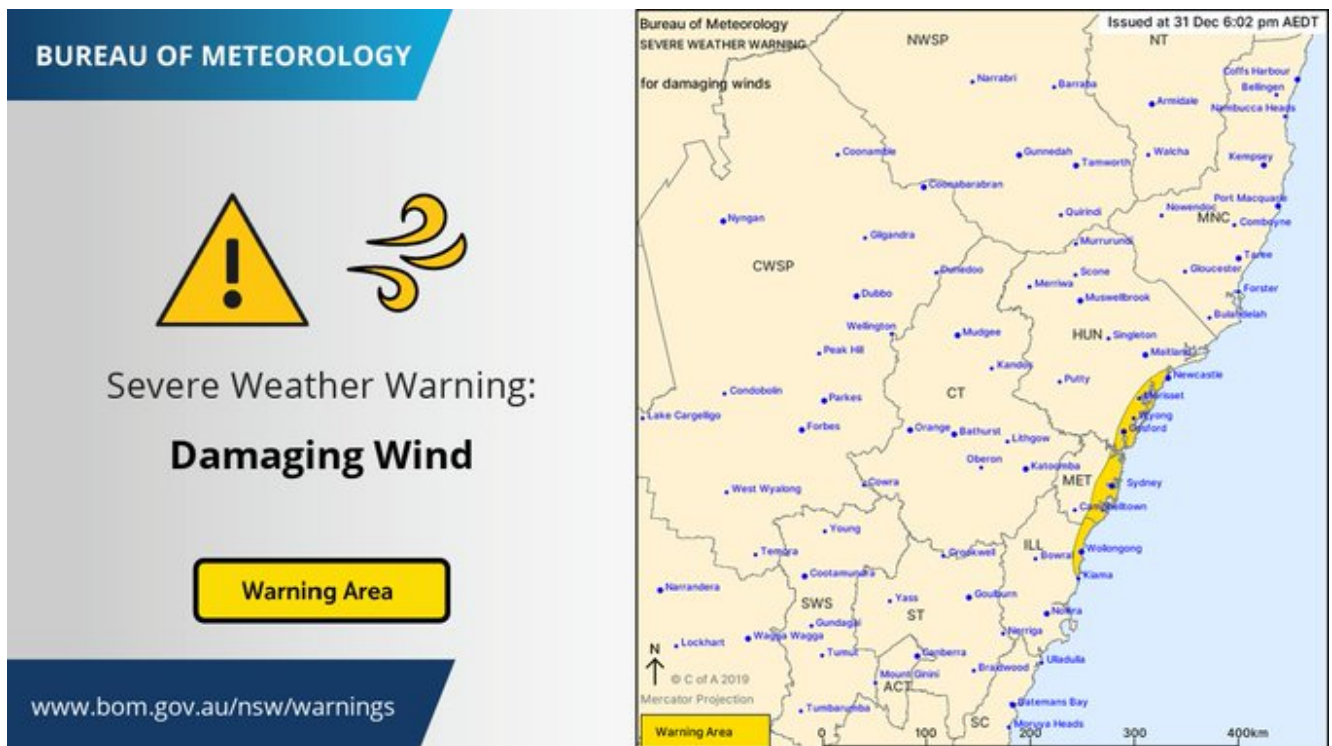 BUREAU OF METEOROLOGY
Severe Weather Warning:
Damaging Wind
Warning Area
www.bom.gov.au/nsw/warnings
Bureau of Meteorology
Issued at 31 Dec 6:02 pm AEDT
SEVERE WEATHER WARNING
for damaging winds
NWSP
NT
Coffs Harbour
Narrabri
Barraba
Bellingen
Armidale
Nambucca Heads
Coonamble
Gunnedah
Walcha
Kempsey
Tamworth
Coonabarabran
Port Macquarie
Nyngan
Quirindi
Nowendoc
MNC
Comboyne
Gilgandra
Murrurundi
Taree
CWSP
Dunedoo
Scone
Gloucester
Merriwa
Forster
Dubbo
Muswellbrook
Bulahdelah
Wellington
Mudgee
HUN
Singleton
Peak Hill
Maitland
Kandos
Putty
Newcastle
Condobolin
CT
Morisset
Parkes
Lake Cargelligo
Wyong
Forbes
Orange
Bathurst
Gosford
Lithgow
Oberon
Katoomba
MET
Sydney
West Wyalong
Cowra
Campbelltown
Young
ILL
Temora
Crookwell
Bowral
Wollongong
Cootamundra
Kiama
Narrandera
SWS
Yass
Goulburn
ST
Nowra
Gundagai
Nerriga
Lockhart
Wagga Wagga
N
Tumut
Canberra
Ulladulla
Braidwood
Mount Ginini
© C of A 2019
ACT
Mercator Projection
Tumbarumba
Batemans Bay
SC
Moruya Heads
Warning Area
0
100
200
300
400km